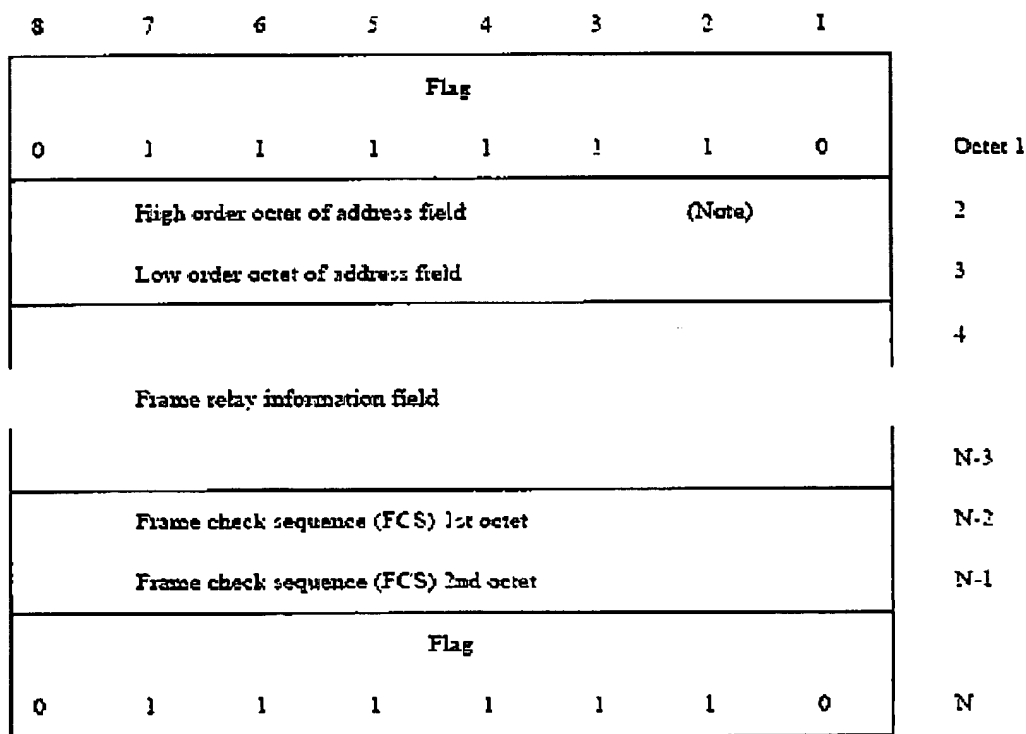 8 7 6 5 4 3 2 1
Flag
0 1 1 1 1 1 1 0 Octet 1
High order octet of address field (Note) 2
Low order octet of address field 3
4
Frame relay information field
N-3
Frame check sequence (FCS) 1st octet N-2
Frame check sequence (FCS) 2nd octet N-1
Flag
0 1 1 1 1 1 1 0 N